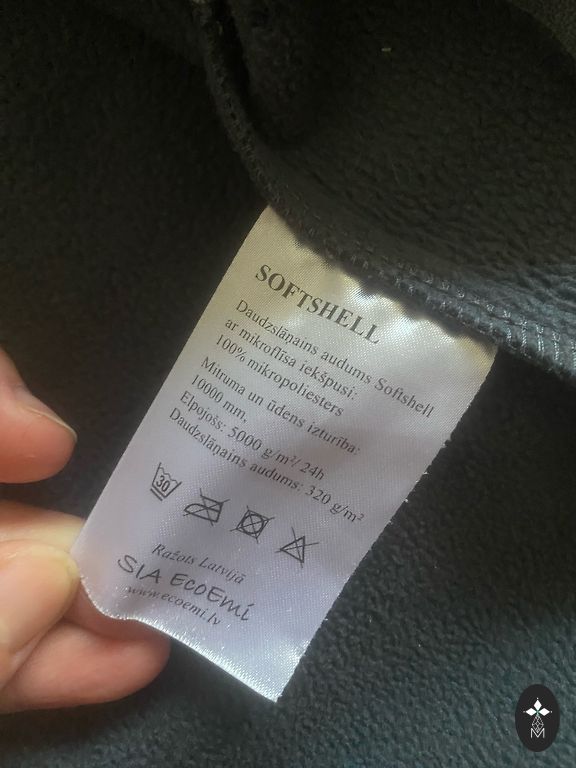 SOFTSHELL
Daudzslāņains audums Softshell
ar mikroflīsa iekšpusi:
100% mikropoliesters
Mitruma un ūdens izturība:
10000 mm,
Elpojošs: 5000 g/m²/ 24h
Daudzslāņains audums: 320 g/m²
30
Ražots Latvijā
SIA EcoEmi
www.ecoemi.lv
M